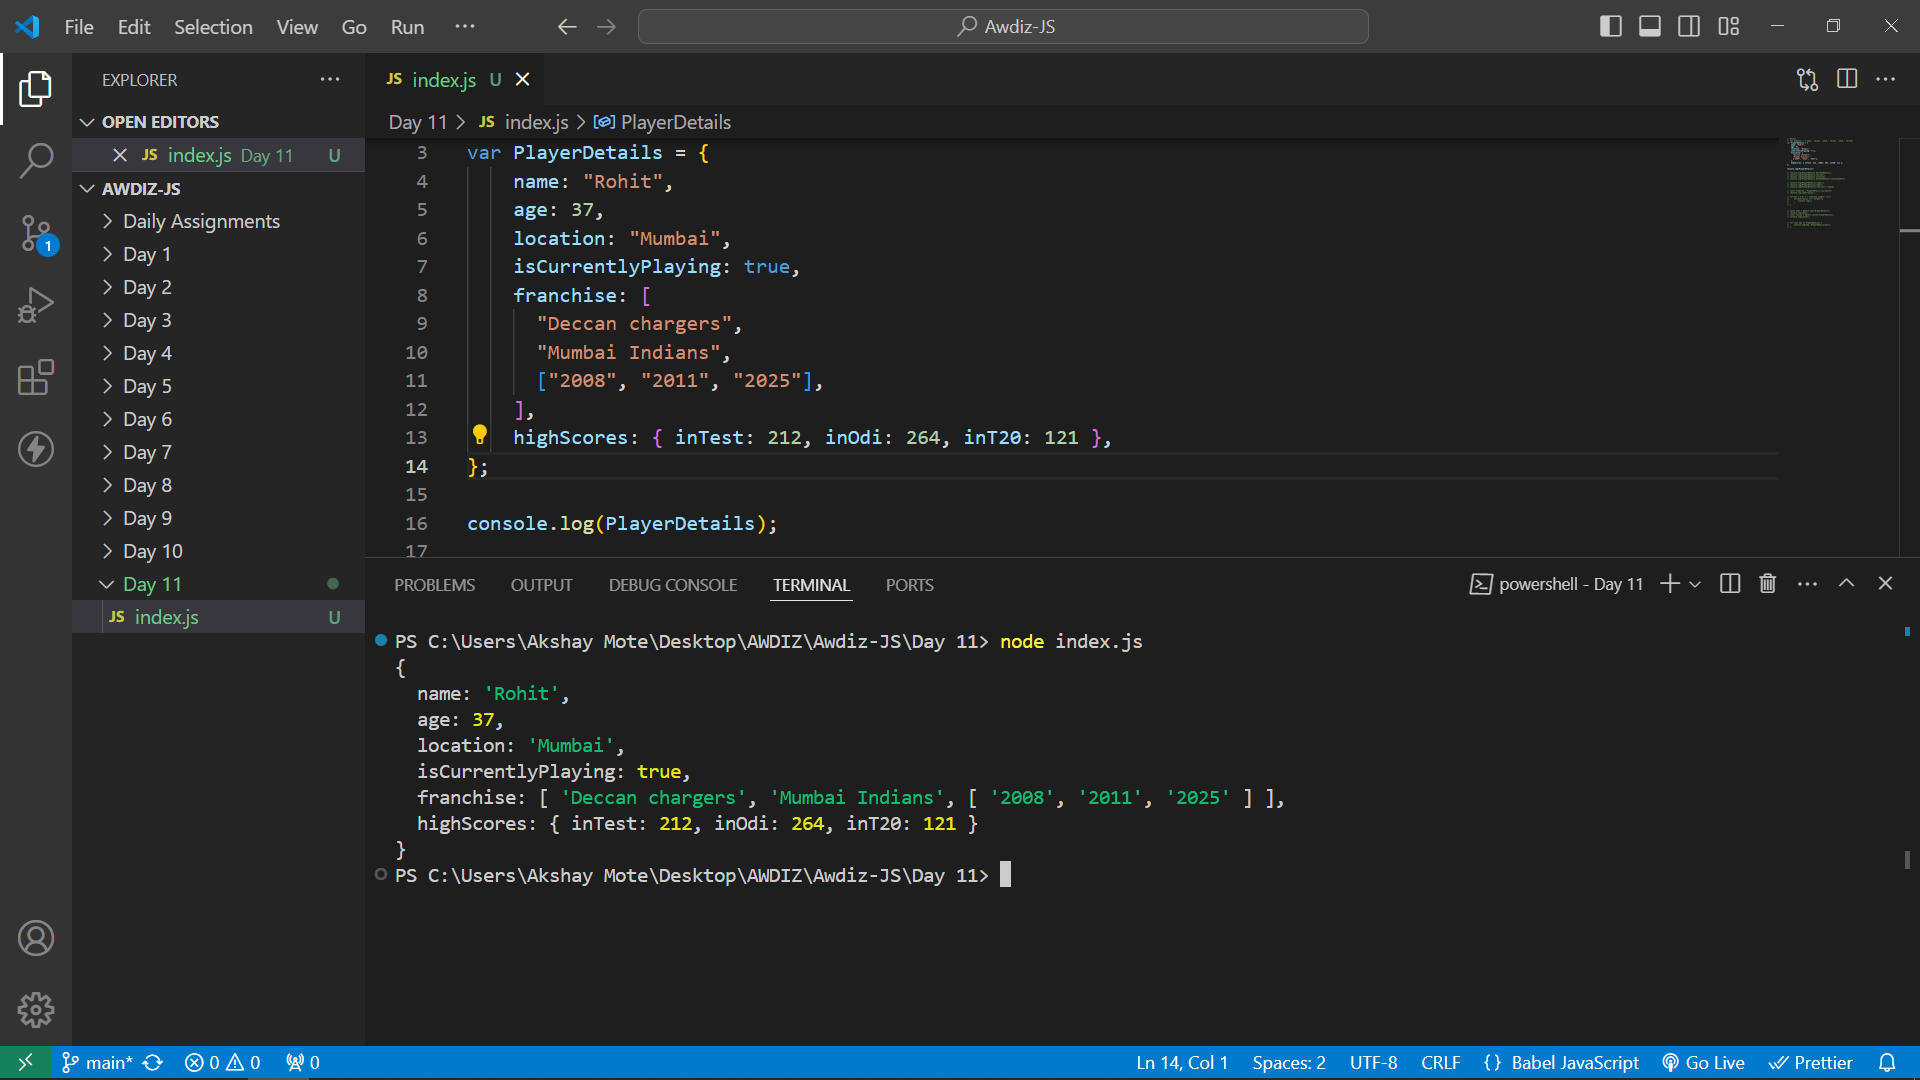 File Edit Selection View Go Run ··· Awdiz-JS
EXPLORER ···
OPEN EDITORS
JS index.js Day 11 U
AWDIZ-JS
Daily Assignments
Day 1
Day 2
Day 3
Day 4
Day 5
Day 6
Day 7
Day 8
Day 9
Day 10
Day 11
JS index.js U
JS index.js U
Day 11 > JS index.js > PlayerDetails
3 var PlayerDetails = {
4 name: "Rohit",
5 age: 37,
6 location: "Mumbai",
7 isCurrentlyPlaying: true,
8 franchise: [
9 "Deccan chargers",
10 "Mumbai Indians",
11 ["2008", "2011", "2025"],
12 ],
13 highScores: { inTest: 212, inOdi: 264, inT20: 121 },
14 };
15
16 console.log(PlayerDetails);
17
PROBLEMS OUTPUT DEBUG CONSOLE TERMINAL PORTS powershell - Day 11
PS C:\Users\Akshay Mote\Desktop\AWDIZ\Awdiz-JS\Day 11> node index.js
{
name: 'Rohit',
age: 37,
location: 'Mumbai',
isCurrentlyPlaying: true,
franchise: [ 'Deccan chargers', 'Mumbai Indians', [ '2008', '2011', '2025' ] ],
highScores: { inTest: 212, inOdi: 264, inT20: 121 }
}
PS C:\Users\Akshay Mote\Desktop\AWDIZ\Awdiz-JS\Day 11>
1
main* 0 0 0 Ln 14, Col 1 Spaces: 2 UTF-8 CRLF {} Babel JavaScript Go Live Prettier